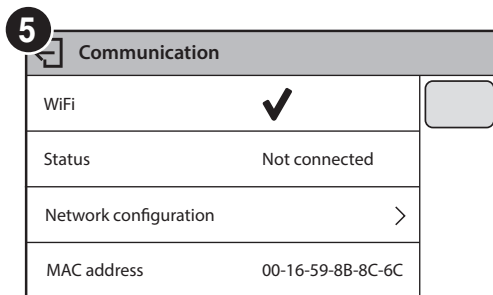 5
Communication
WiFi
Status Not connected
Network configuration
MAC address 00-16-59-8B-8C-6C